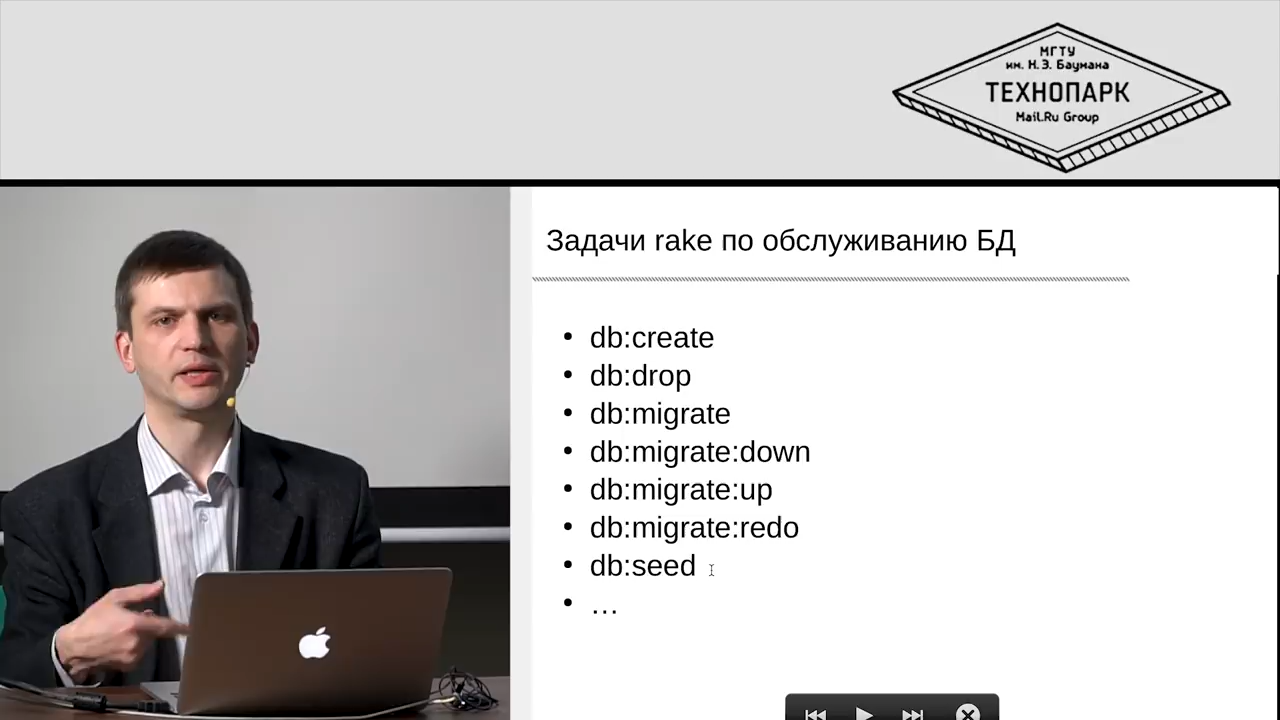 МГТУ
им. Н.Э. Баумана
ТЕХНОПАРК
Mail.Ru Group
Задачи rake по обслуживанию БД
• db:create
• db:drop
• db:migrate
• db:migrate:down
• db:migrate:up
• db:migrate:redo
• db:seed
• …